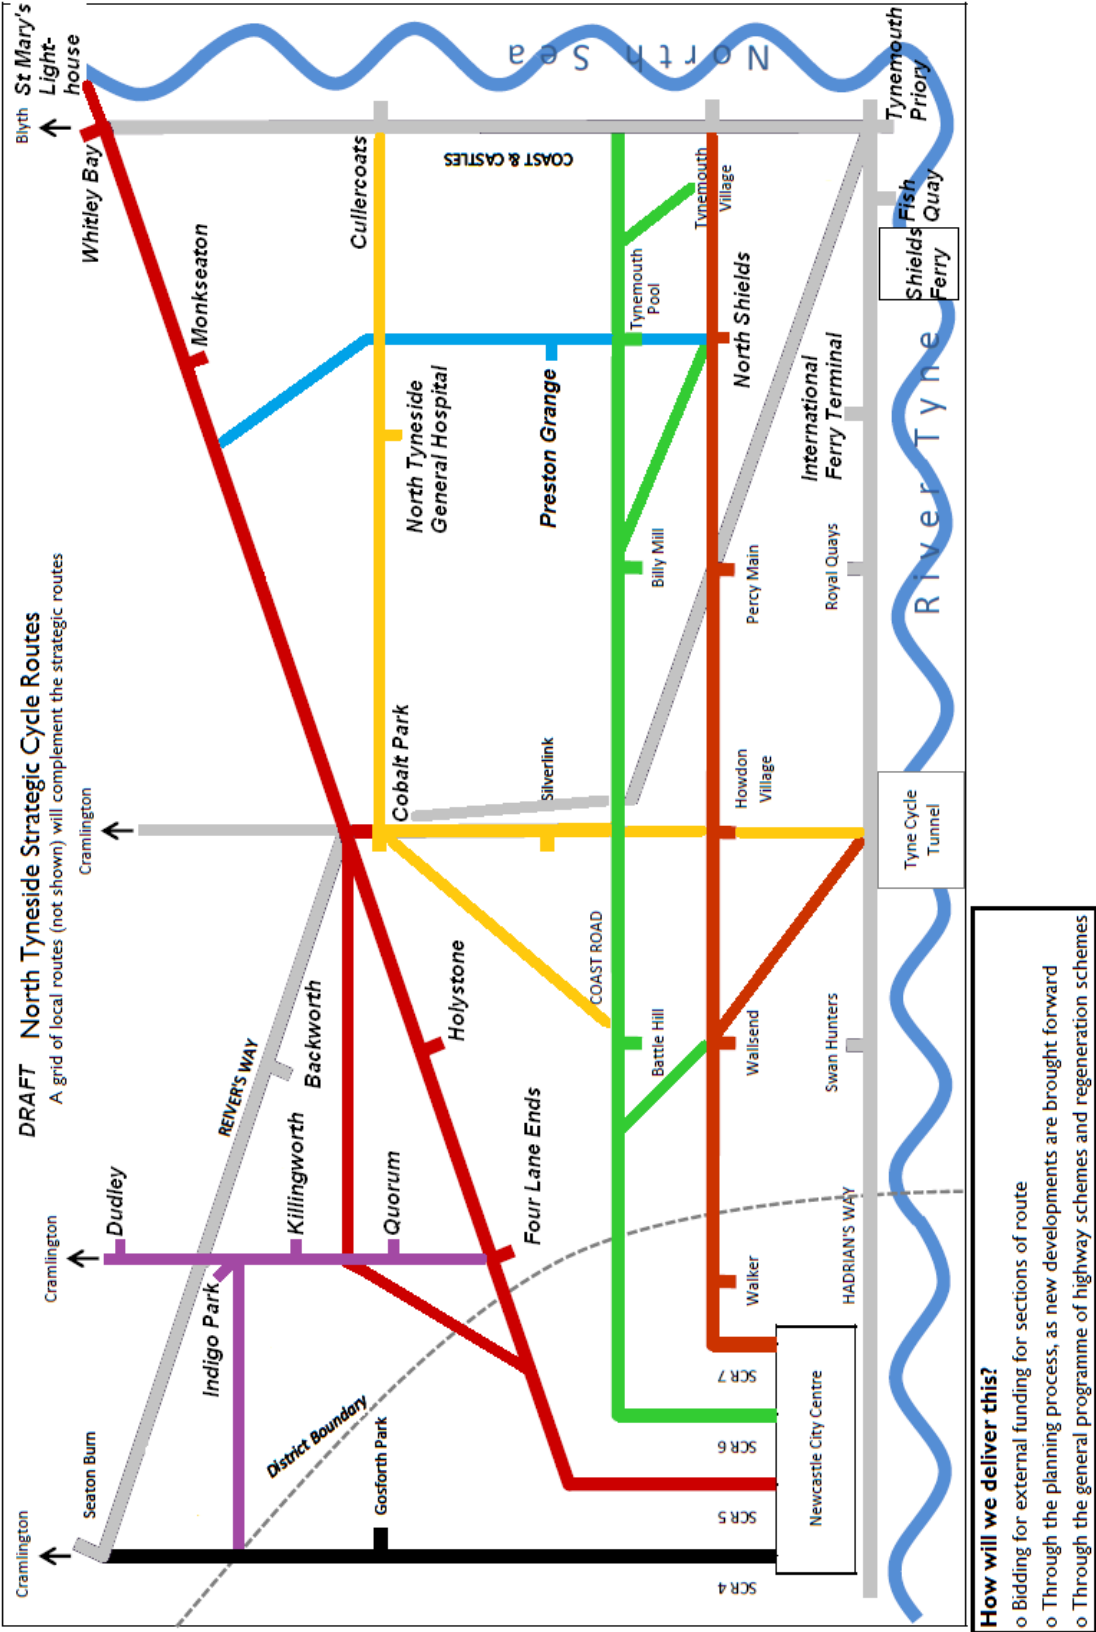 DRAFT North Tyneside Strategic Cycle Routes
A grid of local routes (not shown) will complement the strategic routes
Cramlington
Cramlington
Cramlington
Blyth
St Mary's
Light-
house
Seaton Burn
Dudley
REIVER'S WAY
Backworth
Whitley Bay
Monkseaton
Indigo Park
Killingworth
Quorum
Holystone
Cobalt Park
Cullercoats
North Tyneside
General Hospital
District Boundary
Gosforth Park
Four Lane Ends
COAST & CASTLES
North Sea
Silverlink
Preston Grange
COAST ROAD
Battle Hill
Billy Mill
Tynemouth
Pool
Tynemouth
Village
SCR 4
SCR 5
SCR 6
SCR 7
Walker
Wallsend
Howdon
Village
Percy Main
North Shields
Newcastle City Centre
HADRIAN'S WAY
Swan Hunters
Royal Quays
International
Ferry Terminal
Shields
Ferry
Fish
Quay
Tynemouth
Priory
Tyne Cycle
Tunnel
River Tyne
How will we deliver this?
o Bidding for external funding for sections of route
o Through the planning process, as new developments are brought forward
o Through the general programme of highway schemes and regeneration schemes